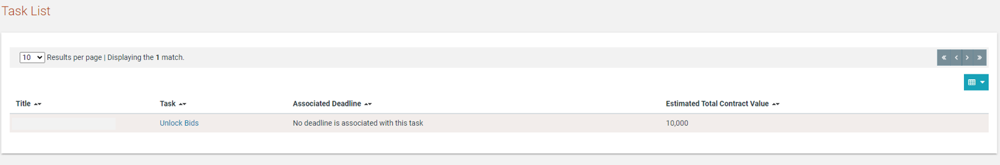 Task List
10 Results per page | Displaying the 1 match.
Title Task Associated Deadline Estimated Total Contract Value
Unlock Bids No deadline is associated with this task 10,000